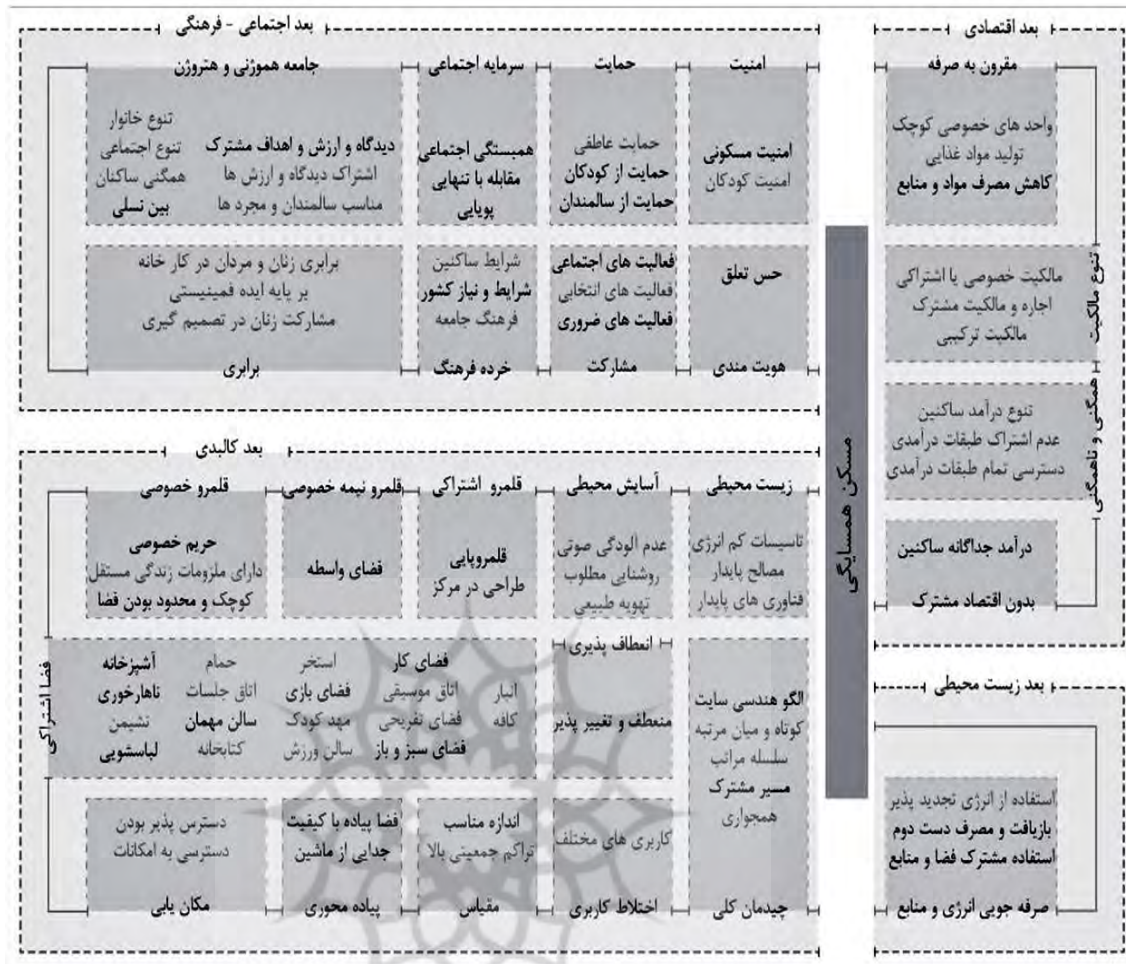 بعد اقتصادی
مقرون به صرفه
واحد های خصوصی کوچک
تولید مواد غذایی
کاهش مصرف مواد و منابع
تنوع مالکیت
مالکیت خصوصی یا اشتراکی
اجاره و مالکیت مشترک
مالکیت ترکیبی
همگنی و ناهمگنی
تنوع درآمد ساکنین
عدم اشتراک طبقات درآمدی
دسترسی تمام طبقات درآمدی
درآمد جداگانه ساکنین
بدون اقتصاد مشترک
بعد زیست محیطی
استفاده از انرژی تجدید پذیر
بازیافت و مصرف دست دوم
استفاده مشترک فضا و منابع
صرفه جویی انرژی و منابع
مسکن همسایگی
بعد اجتماعی - فرهنگی
امنیت
امنیت مسکونی
امنیت کودکان
حمایت
حمایت عاطفی
حمایت از کودکان
حمایت از سالمندان
سرمایه اجتماعی
همبستگی اجتماعی
مقابله با تنهایی
پویایی
جامعه هموژنی و هتروژن
دیدگاه و ارزش و اهداف مشترک
اشتراک دیدگاه و ارزش ها
مناسب سالمندان و مجرد ها
تنوع خانوار
تنوع اجتماعی
همگنی ساکنان
بین نسلی
حس تعلق
هویت مندی
فعالیت های اجتماعی
فعالیت های انتخابی
فعالیت های ضروری
مشارکت
شرایط ساکنین
شرایط و نیاز کشور
فرهنگ جامعه
خرده فرهنگ
برابری زنان و مردان در کار خانه
بر پایه ایده فمینیستی
مشارکت زنان در تصمیم گیری
برابری
بعد کالبدی
زیست محیطی
تاسیسات کم انرژی
مصالح پایدار
فناوری های پایدار
آسایش محیطی
عدم آلودگی صوتی
روشنایی مطلوب
تهویه طبیعی
قلمرو اشتراکی
قلمروپایی
طراحی در مرکز
قلمرو نیمه خصوصی
فضای واسطه
قلمرو خصوصی
حریم خصوصی
دارای ملزومات زندگی مستقل
کوچک و محدود بودن فضا
الگو هندسی سایت
کوتاه و میان مرتبه
سلسله مراتب
مسیر مشترک
همجواری
چیدمان کلی
انعطاف پذیری
منعطف و تغییر پذیر
فضا اشتراکی
انبار
کافه
فضای کار
اتاق موسیقی
فضای تفریحی
فضای سبز و باز
استخر
فضای بازی
مهد کودک
سالن ورزش
حمام
اتاق جلسات
سالن مهمان
کتابخانه
آشپزخانه
ناهارخوری
نشیمن
لباسشویی
کاربری های مختلف
اختلاط کاربری
اندازه مناسب
تراکم جمعیتی بالا
مقیاس
فضا پیاده با کیفیت
جدایی از ماشین
پیاده محوری
دسترس پذیر بودن
دسترسی به امکانات
مکان یابی